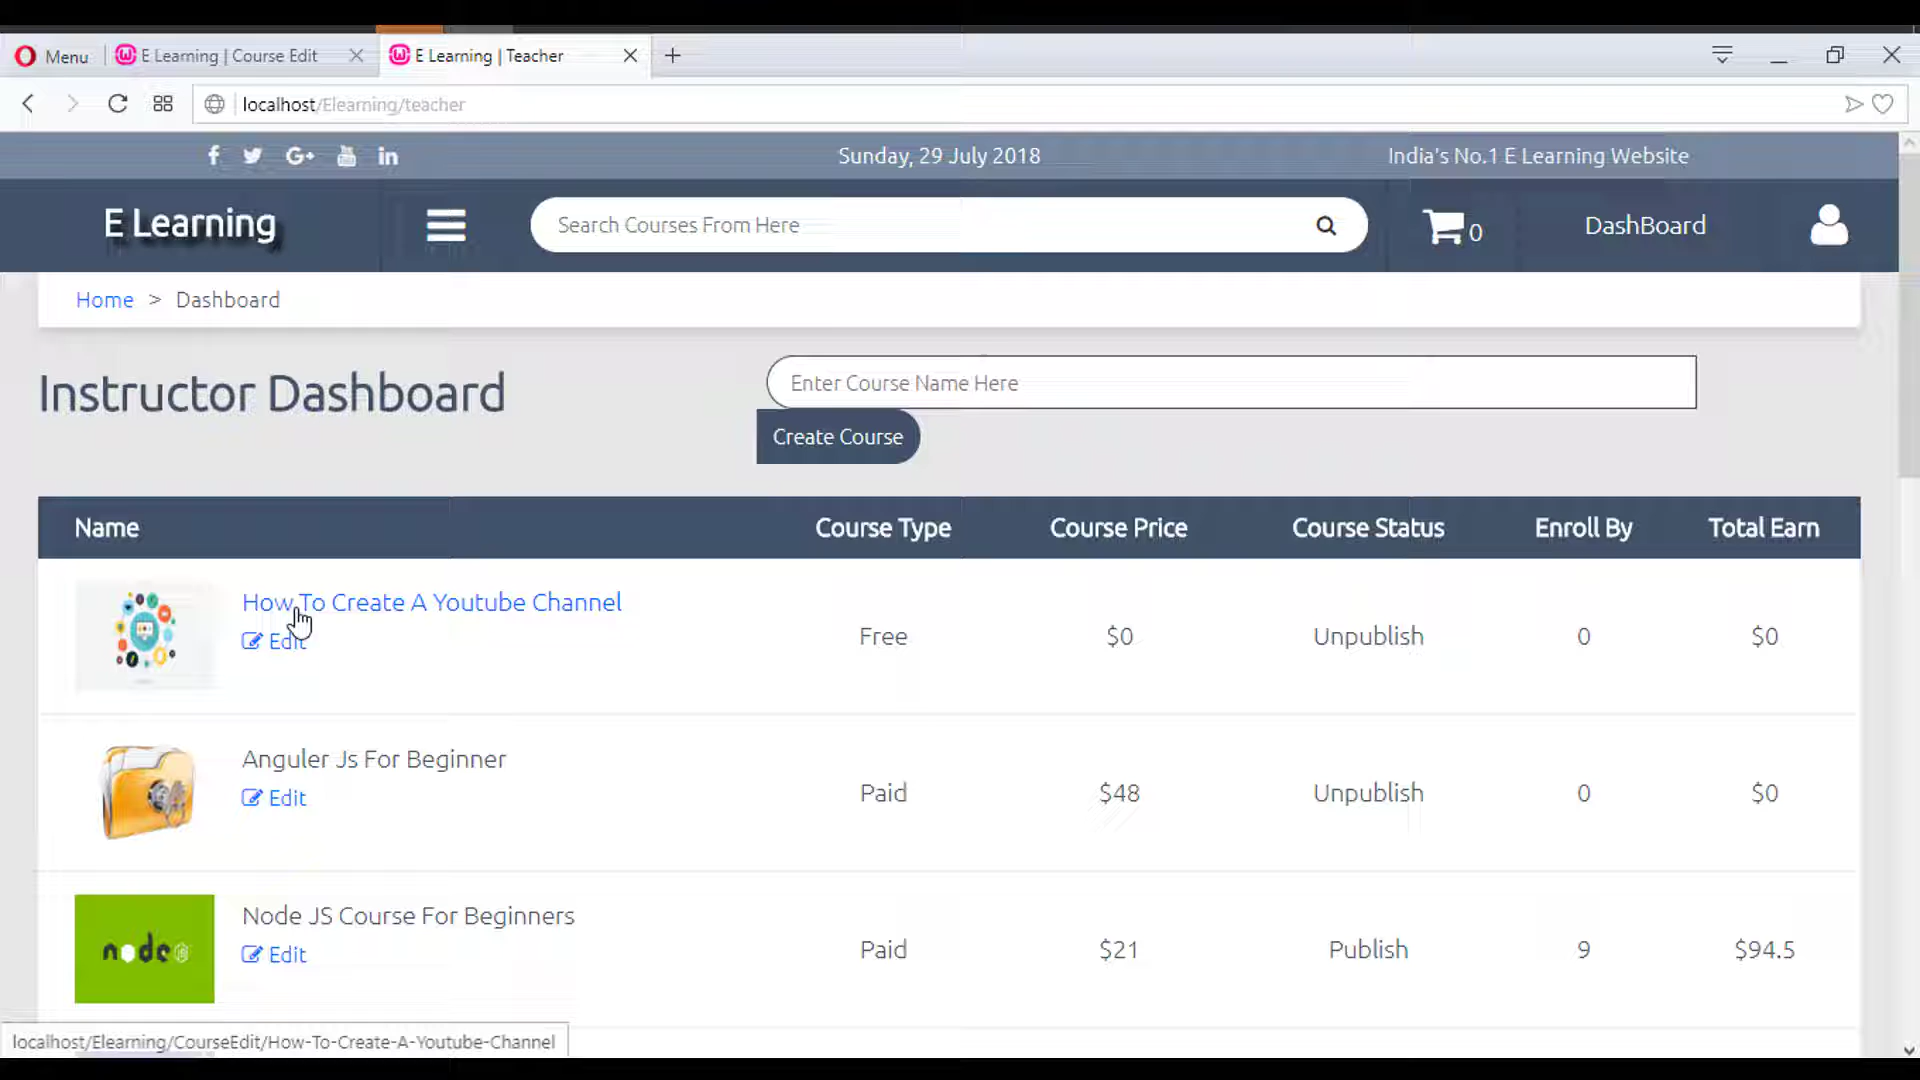 Menu
E Learning | Course Edit
E Learning | Teacher
localhost/Elearning/teacher
Sunday, 29 July 2018
India's No.1 E Learning Website
E Learning
Search Courses From Here
0
DashBoard
Home > Dashboard
Instructor Dashboard
Enter Course Name Here
Create Course
Name Course Type Course Price Course Status Enroll By Total Earn
How To Create A Youtube Channel
Edit
Free $0 Unpublish 0 $0
Anguler Js For Beginner
Edit
Paid $48 Unpublish 0 $0
node
Node JS Course For Beginners
Edit
Paid $21 Publish 9 $94.5
localhost/Elearning/CourseEdit/How-To-Create-A-Youtube-Channel